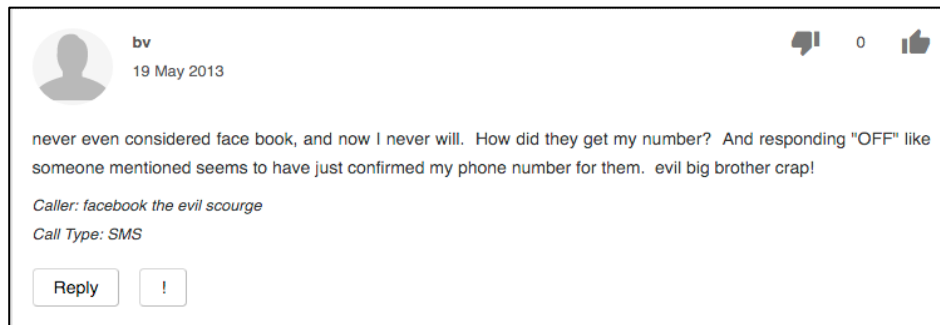 bv
0
19 May 2013
never even considered face book, and now I never will.  How did they get my number?  And responding "OFF" like
someone mentioned seems to have just confirmed my phone number for them.  evil big brother crap!
Caller: facebook the evil scourge
Call Type: SMS
Reply
!